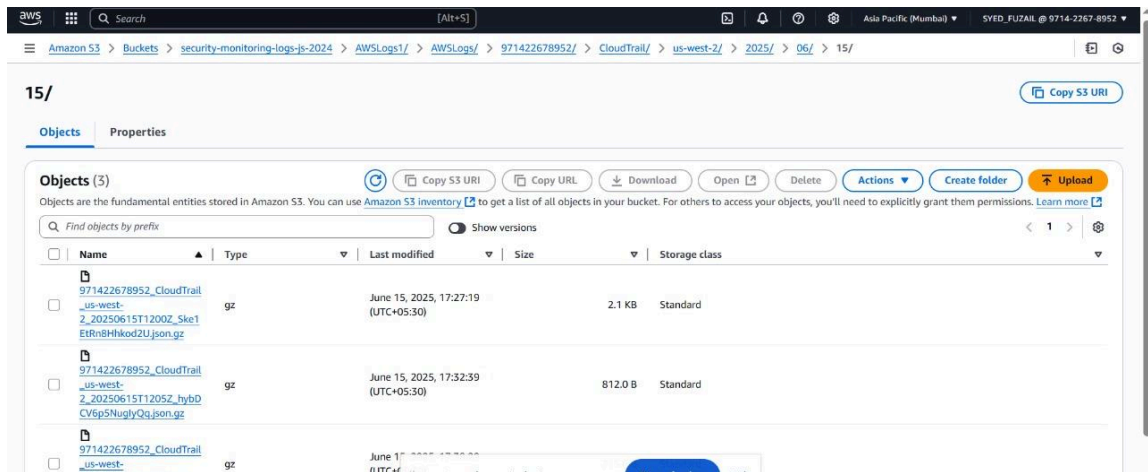 aws
Search [Alt+S] Asia Pacific (Mumbai) ▼ SYED_FUZAIL @ 9714-2267-8952 ▼
Amazon S3 > Buckets > security-monitoring-logs-js-2024 > AWSLogs1/ > AWSLogs/ > 971422678952/ > CloudTrail/ > us-west-2/ > 2025/ > 06/ > 15/
15/
Copy S3 URI
Objects Properties
Objects (3)
Copy S3 URI Copy URL Download Open Delete Actions ▼ Create folder Upload
Objects are the fundamental entities stored in Amazon S3. You can use Amazon S3 inventory to get a list of all objects in your bucket. For others to access your objects, you'll need to explicitly grant them permissions. Learn more
Find objects by prefix Show versions < 1 >
Name ▲ Type Last modified Size Storage class
971422678952_CloudTrail
_us-west-
2_20250615T1200Z_Ske1
EtRn8Hhkod2U.json.gz
gz
June 15, 2025, 17:27:19
(UTC+05:30)
2.1 KB
Standard
971422678952_CloudTrail
_us-west-
2_20250615T1205Z_hybD
CV6p5NuglyQq.json.gz
gz
June 15, 2025, 17:32:39
(UTC+05:30)
812.0 B
Standard
971422678952_CloudTrail
_us-west-
gz